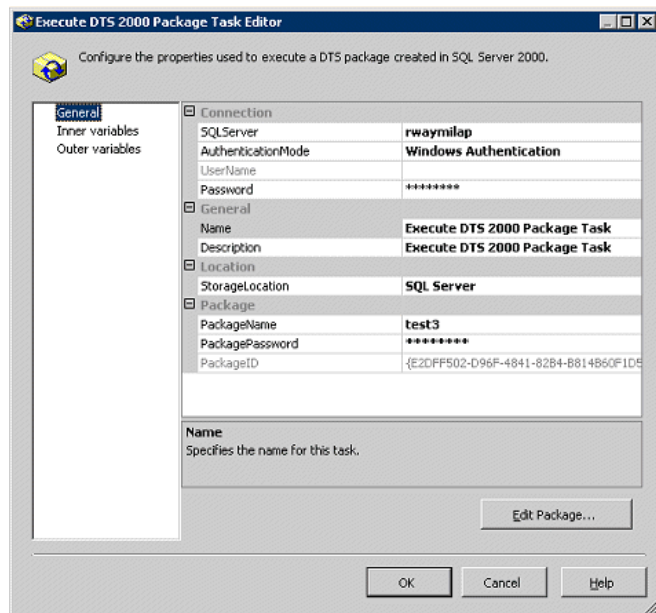 Execute DTS 2000 Package Task Editor
Configure the properties used to execute a DTS package created in SQL Server 2000.
General
Inner variables
Outer variables
Connection
SQLServer rwaymilap
AuthenticationMode Windows Authentication
UserName
Password ********
General
Name Execute DTS 2000 Package Task
Description Execute DTS 2000 Package Task
Location
StorageLocation SQL Server
Package
PackageName test3
PackagePassword ********
PackageID {E2DFF502-D96F-4841-82B4-B814B60F1D5
Name
Specifies the name for this task.
Edit Package...
OK Cancel Help